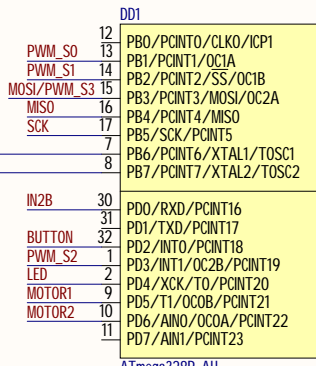 DD1
12 PB0/PCINT0/CLKO/ICP1
PWM_S0 13 PB1/PCINT1/OC1A
PWM_S1 14 PB2/PCINT2/SS/OC1B
MOSI/PWM_S3 15 PB3/PCINT3/MOSI/OC2A
MISO 16 PB4/PCINT4/MISO
SCK 17 PB5/SCK/PCINT5
7 PB6/PCINT6/XTAL1/TOSC1
8 PB7/PCINT7/XTAL2/TOSC2
IN2B 30 PD0/RXD/PCINT16
31 PD1/TXD/PCINT17
BUTTON 32 PD2/INT0/PCINT18
PWM_S2 1 PD3/INT1/OC2B/PCINT19
LED 2 PD4/XCK/T0/PCINT20
MOTOR1 9 PD5/T1/OC0B/PCINT21
MOTOR2 10 PD6/AIN0/OC0A/PCINT22
11 PD7/AIN1/PCINT23
ATmega328P-AU